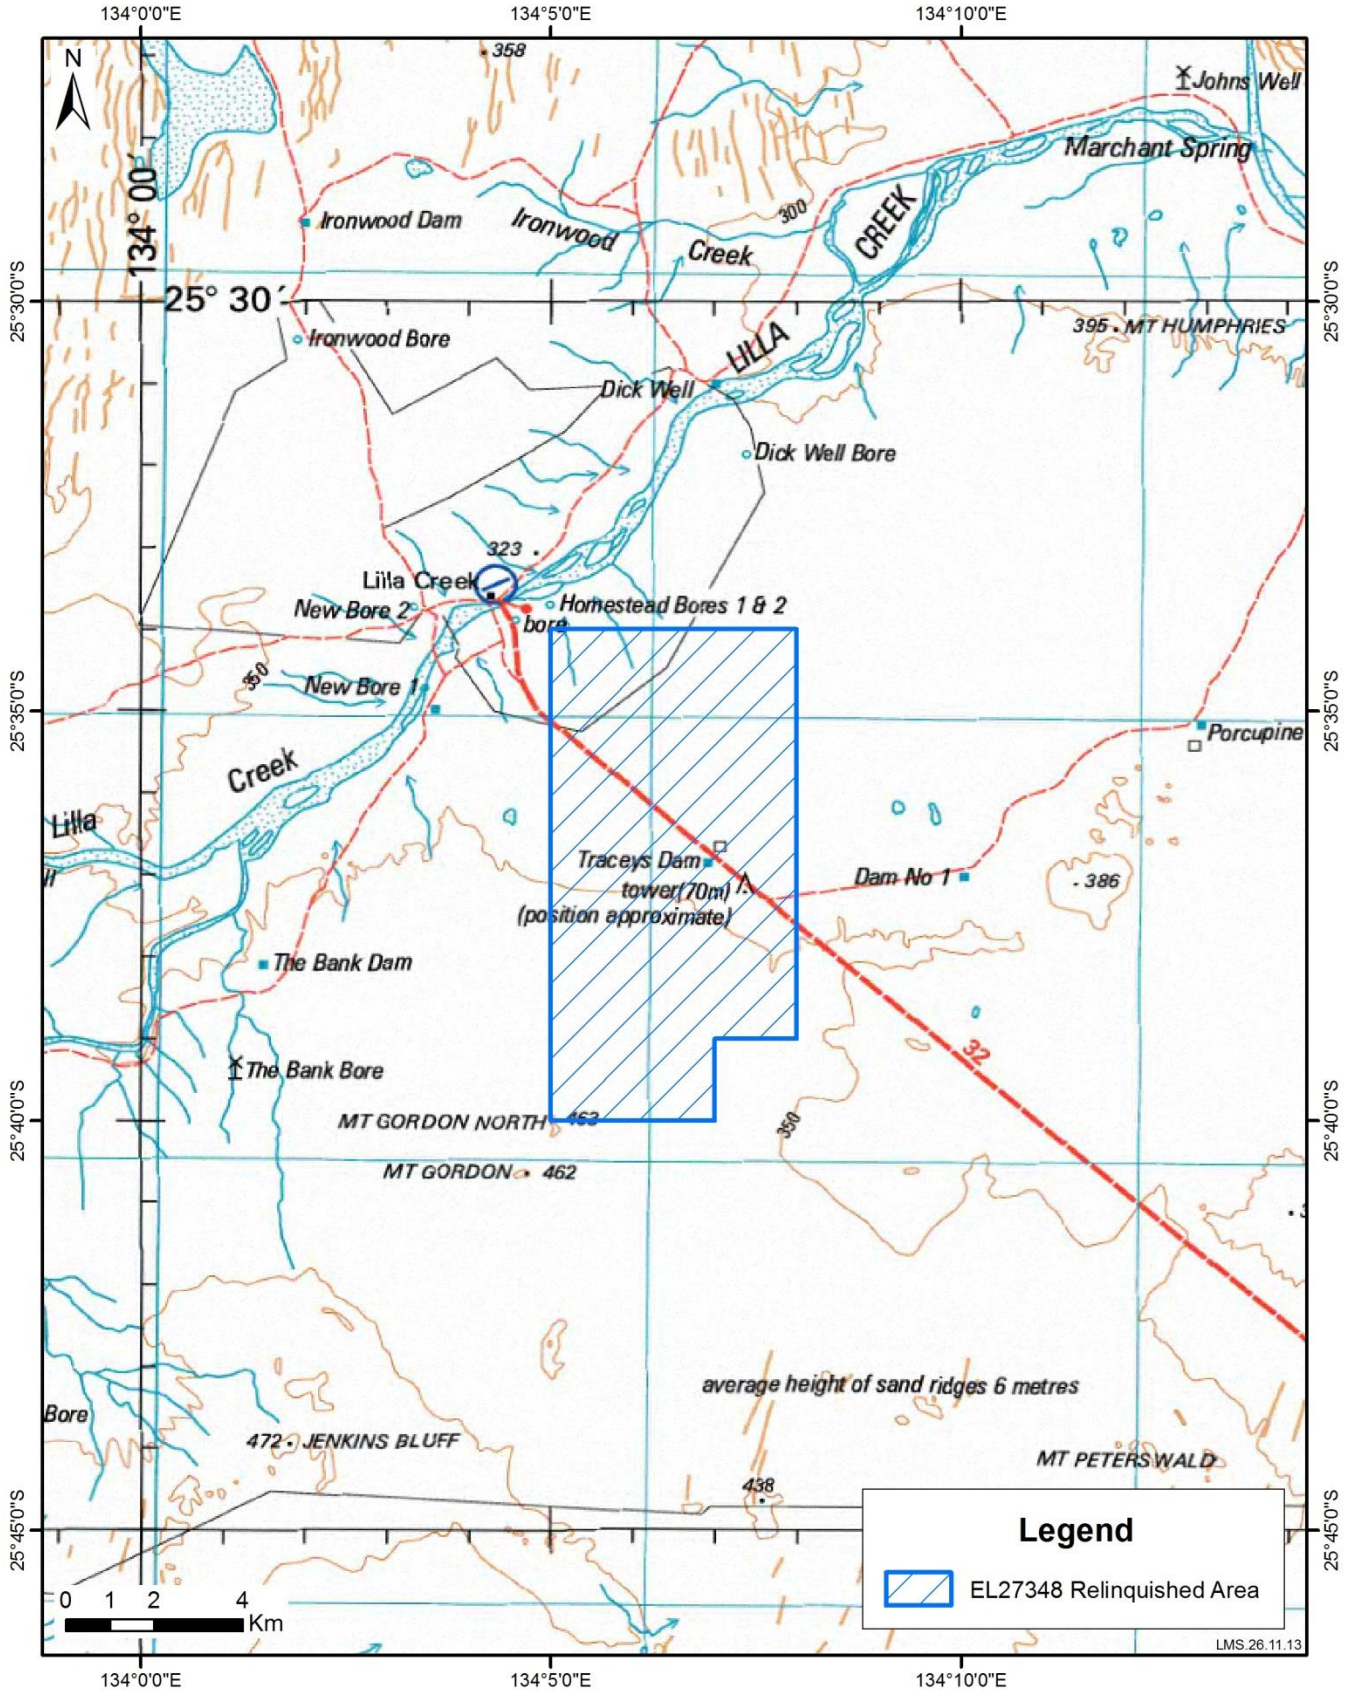 134°0'0"E 134°5'0"E 134°10'0"E
N
358
Johns Well
Marchant Spring
134° 00'
Ironwood Dam
Ironwood
Creek
300
CREEK
25°30'0"S
25° 30'
25°30'0"S
395 MT HUMPHRIES
Ironwood Bore
LILLA
Dick Well
Dick Well Bore
323
Lilla Creek
New Bore 2
Homestead Bores 1 & 2
bore
350
New Bore 1
25°35'0"S
25°35'0"S
Porcupine
Creek
Lilla
ll
Traceys Dam
tower(70m)
(position approximate)
Dam No 1
386
The Bank Dam
32
The Bank Bore
MT GORDON NORTH 463
350
25°40'0"S
25°40'0"S
MT GORDON 462
3
average height of sand ridges 6 metres
Bore
472 JENKINS BLUFF
MT PETERSWALD
438
25°45'0"S
25°45'0"S
Legend
EL27348 Relinquished Area
0 1 2 4
Km
LMS.26.11.13
134°0'0"E 134°5'0"E 134°10'0"E